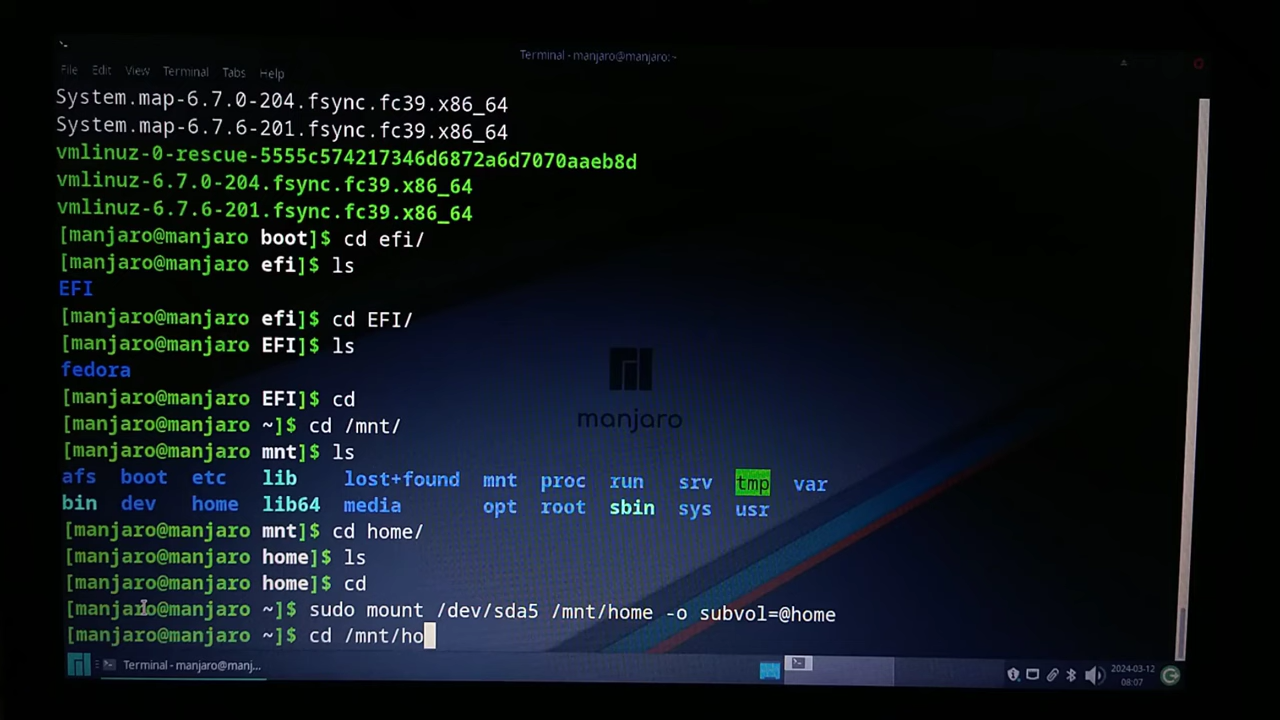 Terminal - manjaro@manjaro:~
File Edit View Terminal Tabs Help
System.map-6.7.0-204.fsync.fc39.x86_64
System.map-6.7.6-201.fsync.fc39.x86_64
vmlinuz-0-rescue-5555c574217346d6872a6d7070aaeb8d
vmlinuz-6.7.0-204.fsync.fc39.x86_64
vmlinuz-6.7.6-201.fsync.fc39.x86_64
[manjaro@manjaro boot]$ cd efi/
[manjaro@manjaro efi]$ ls
EFI
[manjaro@manjaro efi]$ cd EFI/
[manjaro@manjaro EFI]$ ls
fedora
[manjaro@manjaro EFI]$ cd
[manjaro@manjaro ~]$ cd /mnt/
[manjaro@manjaro mnt]$ ls
afs boot etc lib lost+found mnt proc run srv tmp var
bin dev home lib64 media opt root sbin sys usr
[manjaro@manjaro mnt]$ cd home/
[manjaro@manjaro home]$ ls
[manjaro@manjaro home]$ cd
[manjaro@manjaro ~]$ sudo mount /dev/sda5 /mnt/home -o subvol=@home
[manjaro@manjaro ~]$ cd /mnt/ho
manjaro
Terminal - manjaro@manj...
2024-03-12
08:07